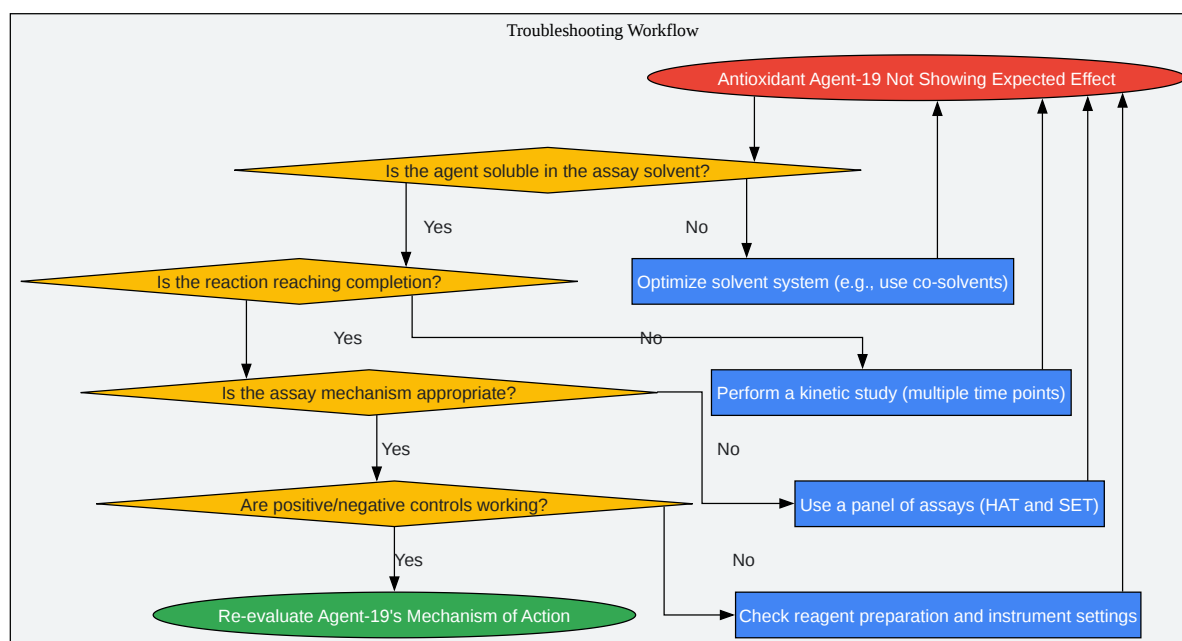 Troubleshooting Workflow
Antioxidant Agent-19 Not Showing Expected Effect
Is the agent soluble in the assay solvent?
Yes
No
Is the reaction reaching completion?
Optimize solvent system (e.g., use co-solvents)
Yes
No
Is the assay mechanism appropriate?
Perform a kinetic study (multiple time points)
Yes
No
Are positive/negative controls working?
Use a panel of assays (HAT and SET)
Yes
No
Re-evaluate Agent-19's Mechanism of Action
Check reagent preparation and instrument settings